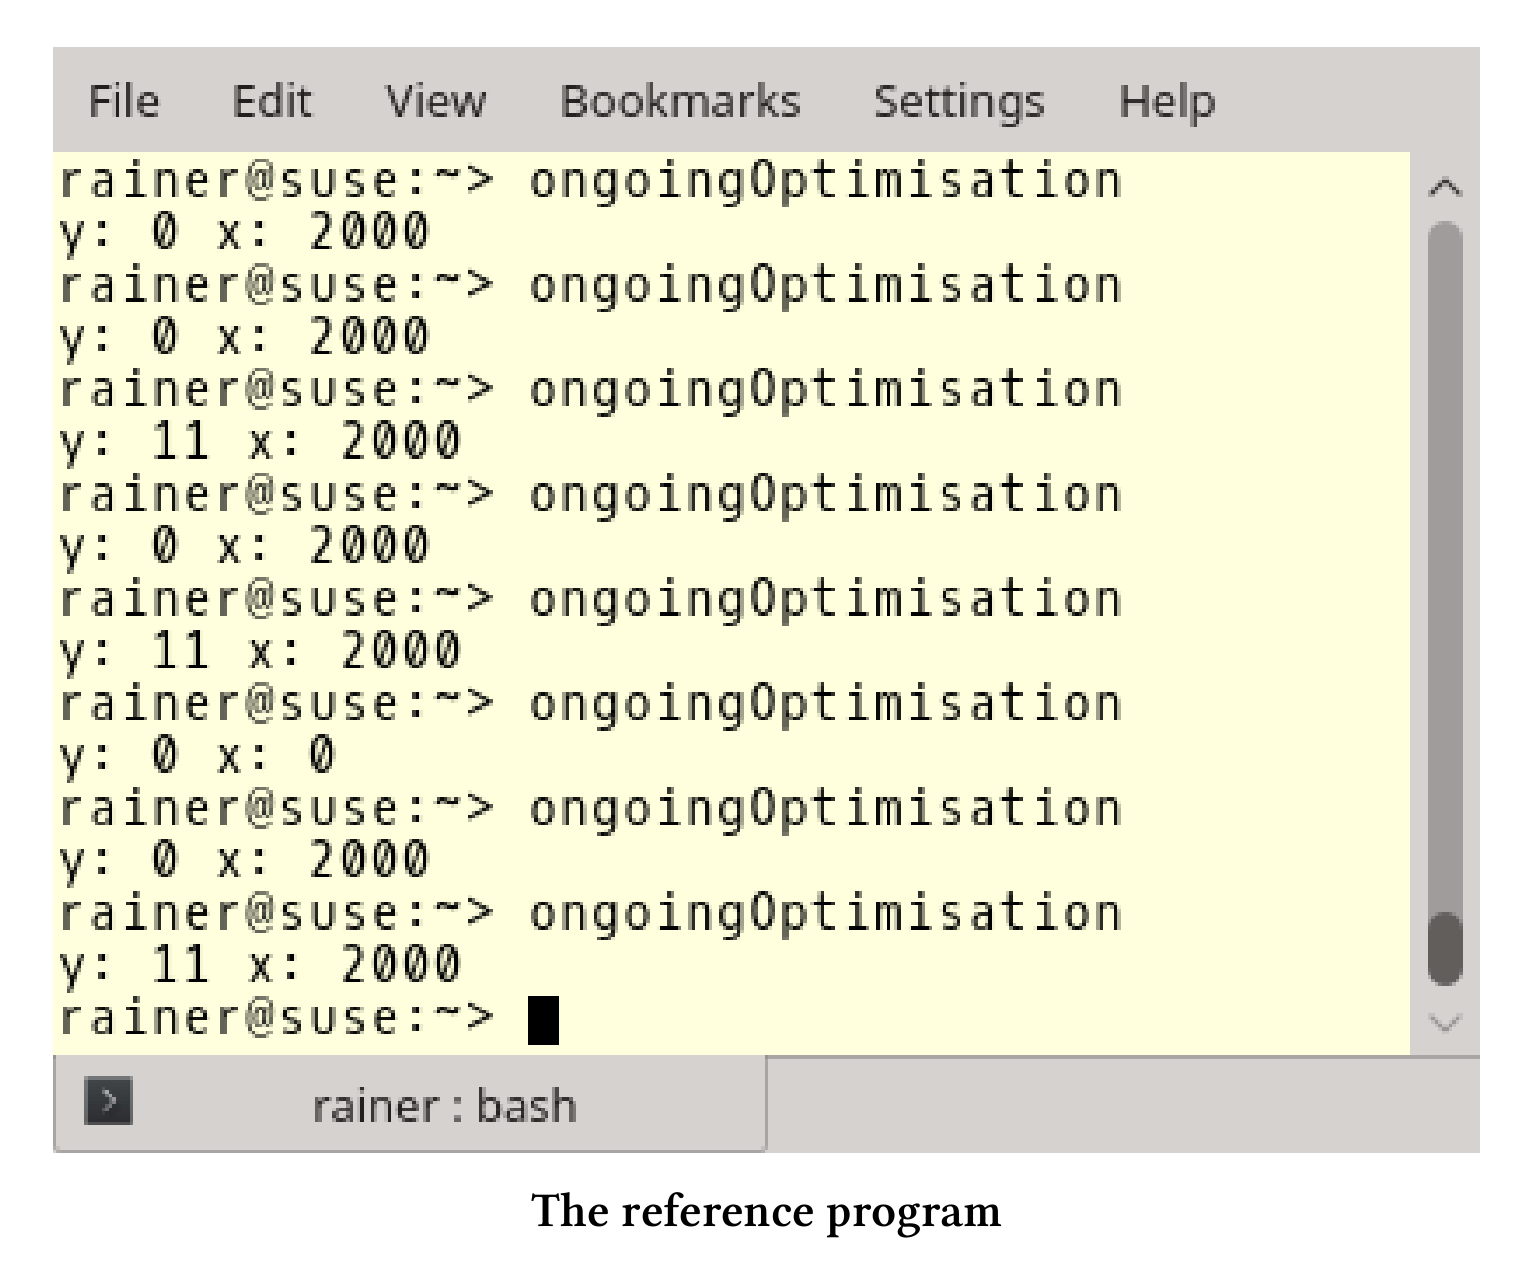 File Edit View Bookmarks Settings Help
rainer@suse:~> ongoingOptimisation
y: 0 x: 2000
rainer@suse:~> ongoingOptimisation
y: 0 x: 2000
rainer@suse:~> ongoingOptimisation
y: 11 x: 2000
rainer@suse:~> ongoingOptimisation
y: 0 x: 2000
rainer@suse:~> ongoingOptimisation
y: 11 x: 2000
rainer@suse:~> ongoingOptimisation
y: 0 x: 0
rainer@suse:~> ongoingOptimisation
y: 0 x: 2000
rainer@suse:~> ongoingOptimisation
y: 11 x: 2000
rainer@suse:~>
rainer : bash
The reference program